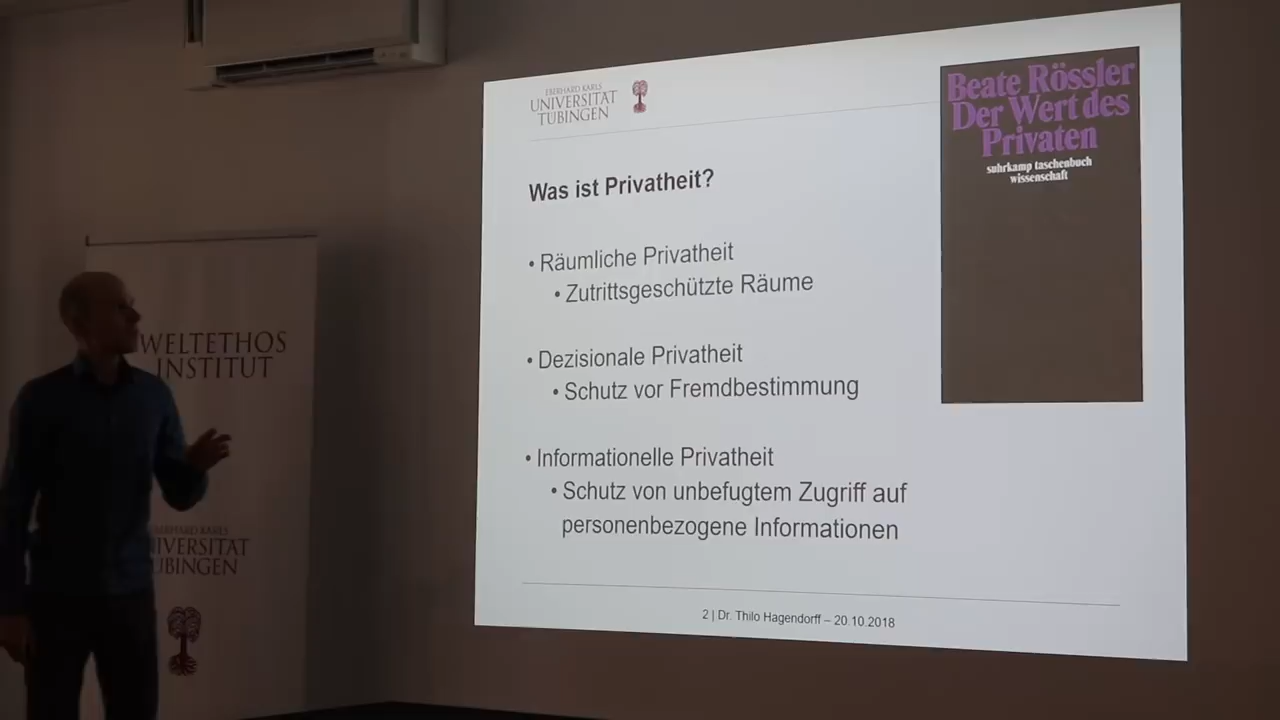 EBERHARD KARLS
UNIVERSITÄT
TÜBINGEN
Was ist Privatheit?
• Räumliche Privatheit
• Zutrittsgeschützte Räume
• Dezisionale Privatheit
• Schutz vor Fremdbestimmung
• Informationelle Privatheit
• Schutz von unbefugtem Zugriff auf
personenbezogene Informationen
2 | Dr. Thilo Hagendorff – 20.10.2018
Beate Rössler
Der Wert des
Privaten
suhrkamp taschenbuch
wissenschaft
WELTETHOS
INSTITUT
EBERHARD KARLS
UNIVERSITÄT
TÜBINGEN